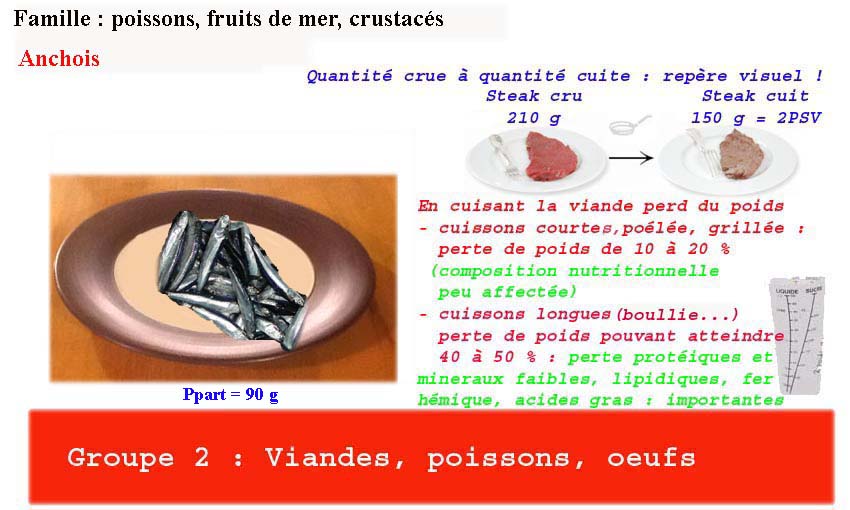 Famille : poissons, fruits de mer, crustacés
Anchois
Quantité crue à quantité cuite : repère visuel !
Steak cru
210 g
Steak cuit
150 g = 2PSV
En cuisant la viande perd du poids
- cuissons courtes,poélée, grillée :
perte de poids de 10 à 20 %
(composition nutritionnelle
peu affectée)
- cuissons longues(boullie...)
perte de poids pouvant atteindre
40 à 50 % : perte protéiques et
mineraux faibles, lipidiques, fer
hémique, acides gras : importantes
LIQUIDE SUCRE
Ppart = 90 g
Groupe 2 : Viandes, poissons, oeufs